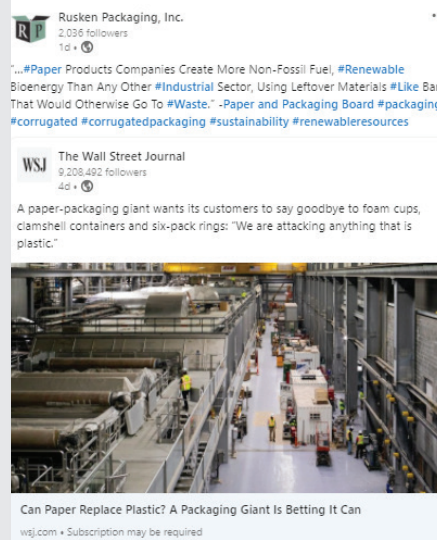 Rusken Packaging, Inc.
2,036 followers
1d •
"...#Paper Products Companies Create More Non-Fossil Fuel, #Renewable
Bioenergy Than Any Other #Industrial Sector, Using Leftover Materials #Like
That Would Otherwise Go To #Waste." -Paper and Packaging Board #packaging
#corrugated #corrugatedpackaging #sustainability #renewableresources
WSJ
The Wall Street Journal
9,208,492 followers
4d •
A paper-packaging giant wants its customers to say goodbye to foam cups,
clamshell containers and six-pack rings: "We are attacking anything that is
plastic."
Can Paper Replace Plastic? A Packaging Giant Is Betting It Can
wsj.com • Subscription may be required